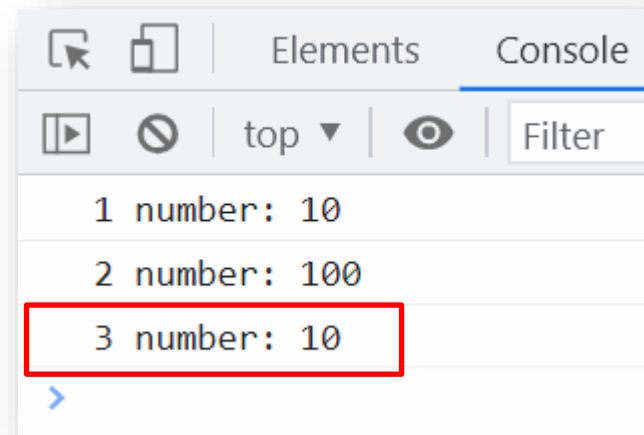 Elements Console
top Filter
1 number: 10
2 number: 100
3 number: 10